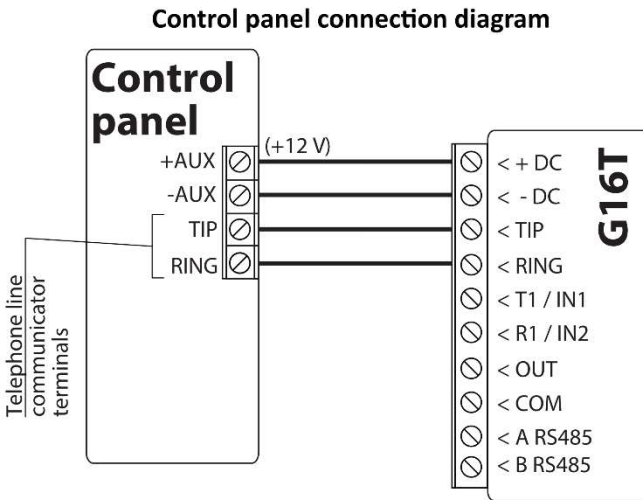 Control panel connection diagram
Control
panel
+AUX
(+12 V)
-AUX
TIP
RING
Telephone line
communicator
terminals
G16T
< + DC
< - DC
< TIP
< RING
< T1 / IN1
< R1 / IN2
< OUT
< COM
< A RS485
< B RS485